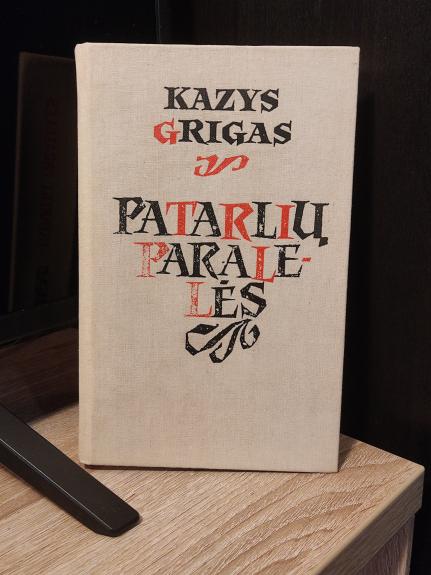 KAZYS
GRIGAS
PATARLIŲ
PARALE-
LĖS